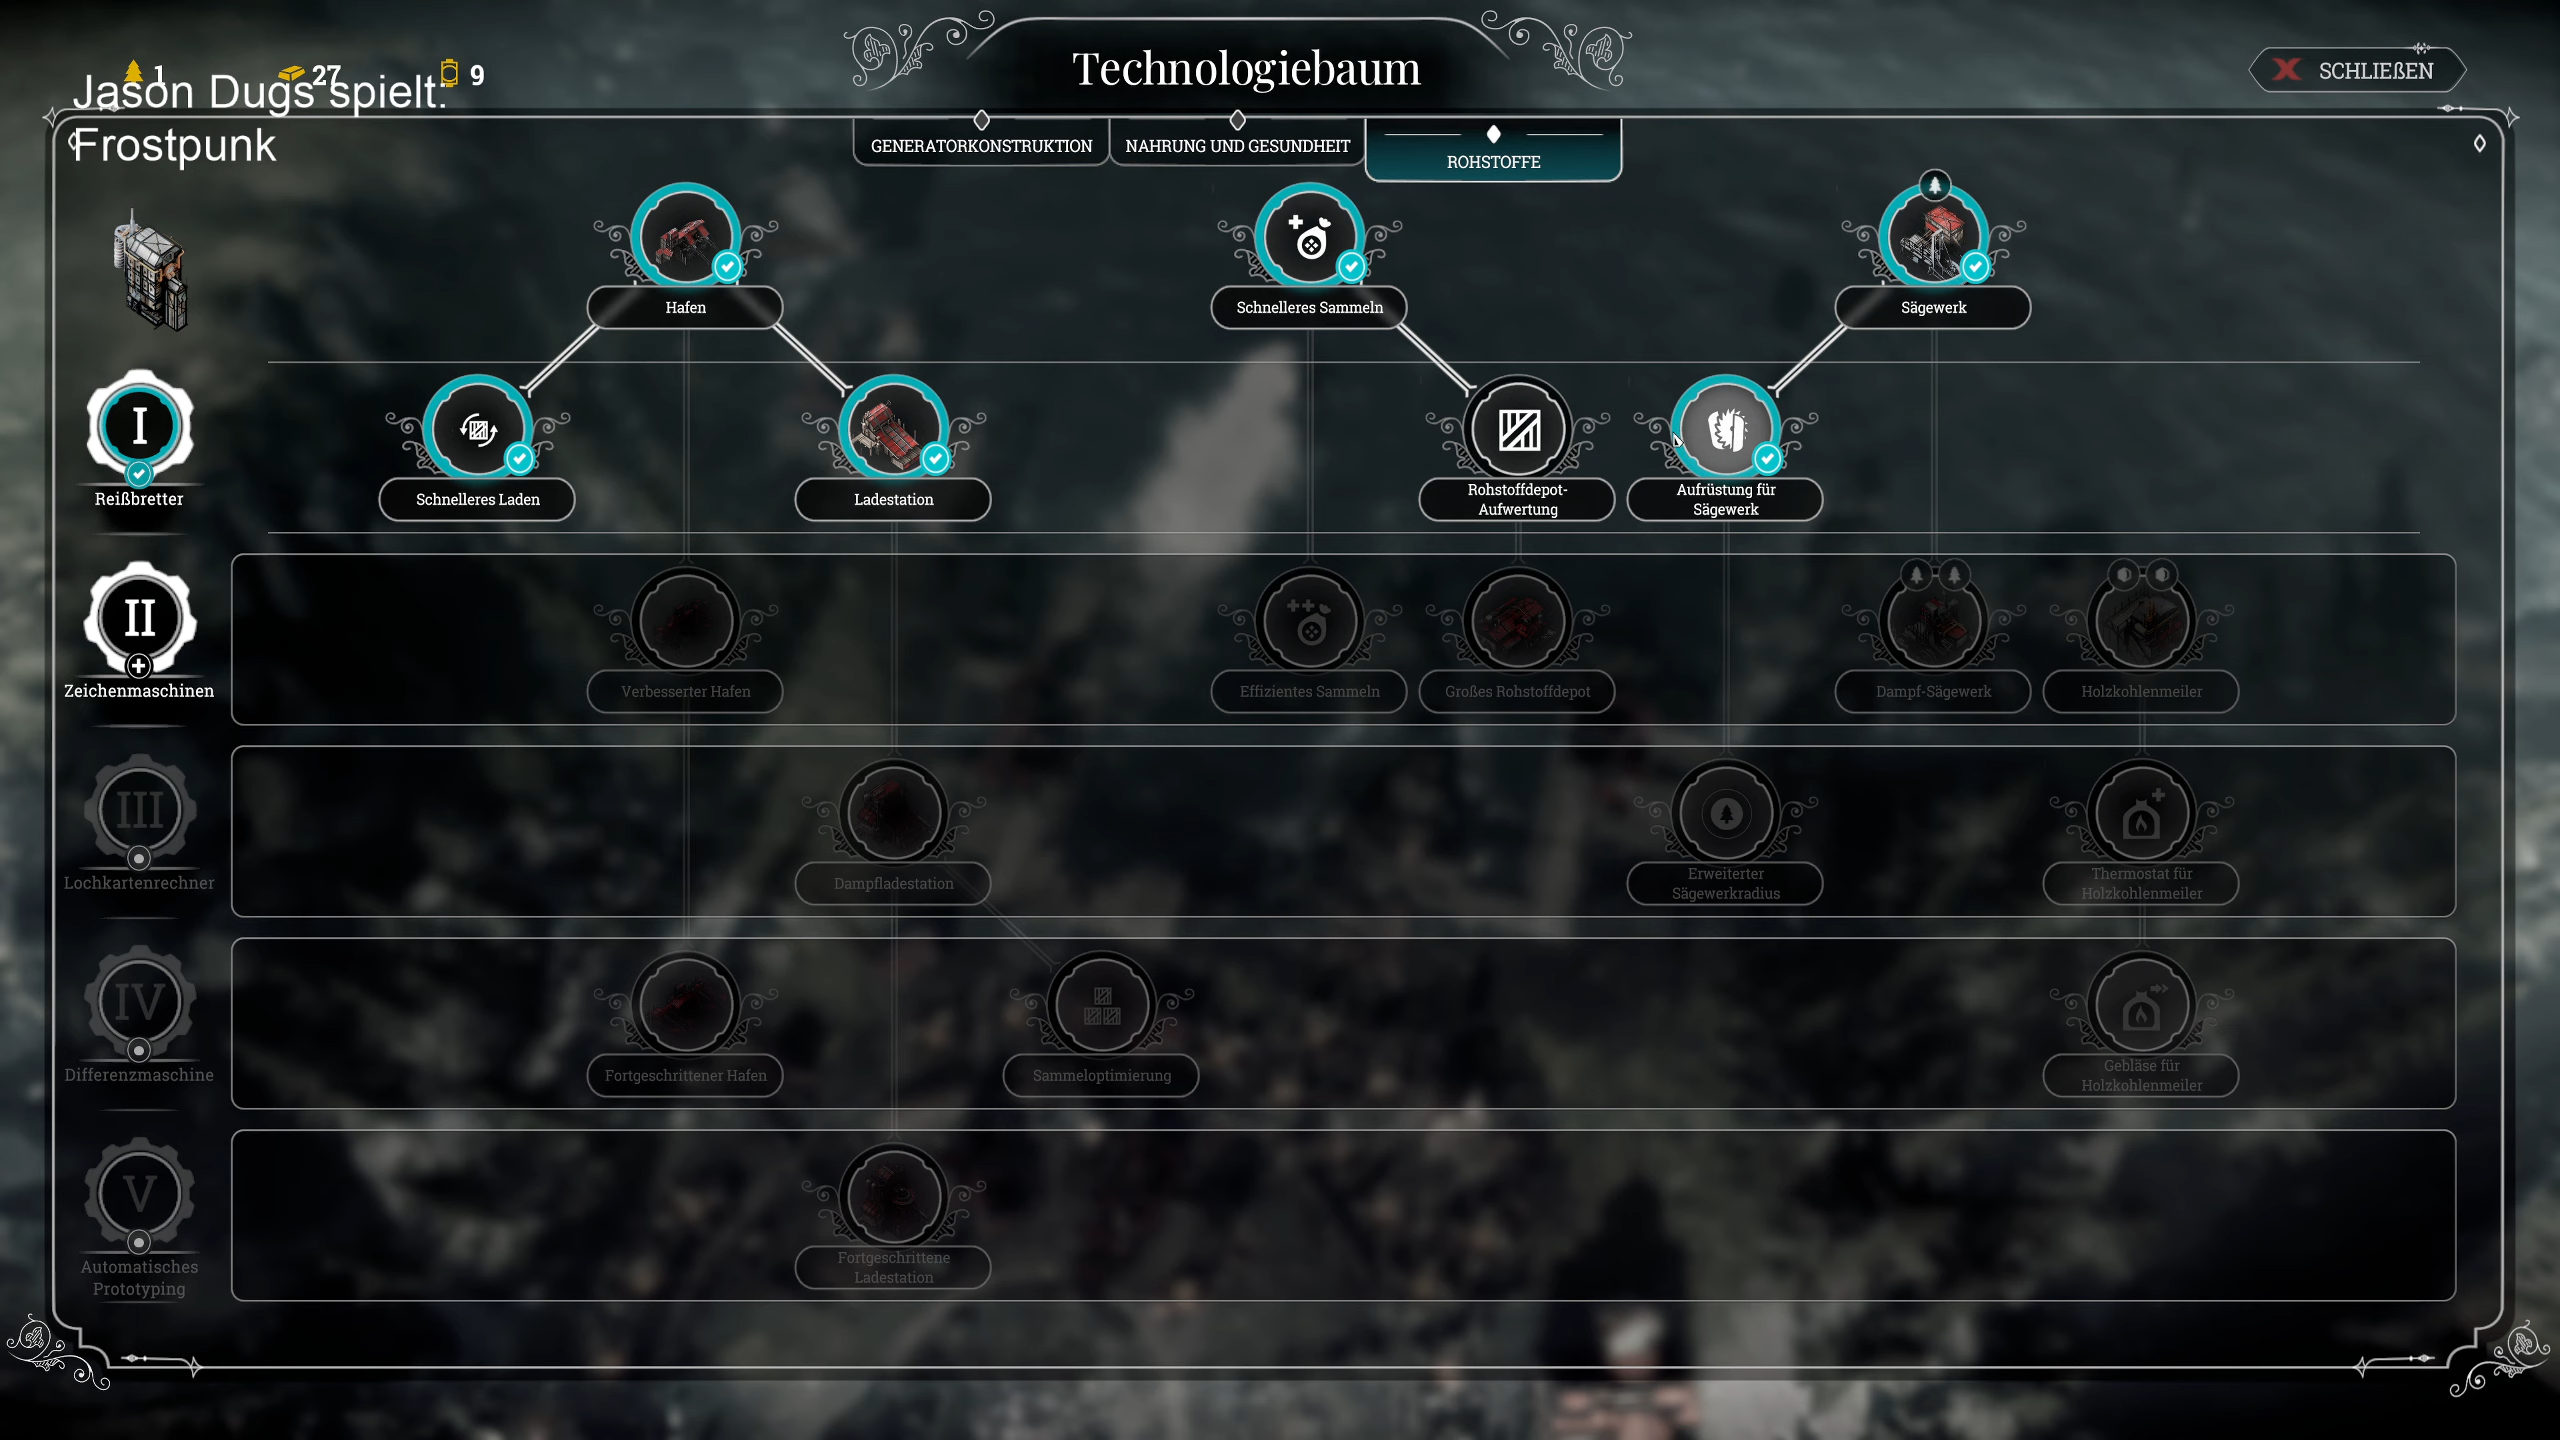 Technologiebaum
1
27
9
SCHLIEẞEN
Jason Dugs spielt:
Frostpunk
GENERATORKONSTRUKTION
NAHRUNG UND GESUNDHEIT
ROHSTOFFE
Hafen
Schnelleres Sammeln
Sägewerk
I
Reißbretter
Schnelleres Laden
Ladestation
Rohstoffdepot-
Aufwertung
Aufrüstung für
Sägewerk
II
Zeichenmaschinen
Verbesserter Hafen
Effizientes Sammeln
Großes Rohstoffdepot
Dampf-Sägewerk
Holzkohlenmeiler
III
Lochkartenrechner
Dampfladestation
Erweiterter
Sägewerkradius
Thermostat für
Holzkohlenmeiler
IV
Differenzmaschine
Fortgeschrittener Hafen
Sammeloptimierung
Gebläse für
Holzkohlenmeiler
V
Automatisches
Prototyping
Fortgeschrittene
Ladestation